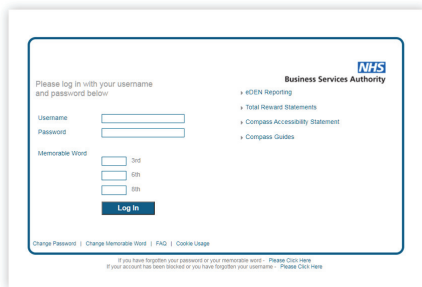 NHS
Business Services Authority
Please log in with your username
and password below
› eDEN Reporting
› Total Reward Statements
› Compass Accessibility Statement
› Compass Guides
Username
Password
Memorable Word
3rd
6th
8th
Log In
Change Password | Change Memorable Word | FAQ | Cookie Usage
If you have forgotten your password or your memorable word - Please Click Here
If your account has been blocked or you have forgotten your username - Please Click Here